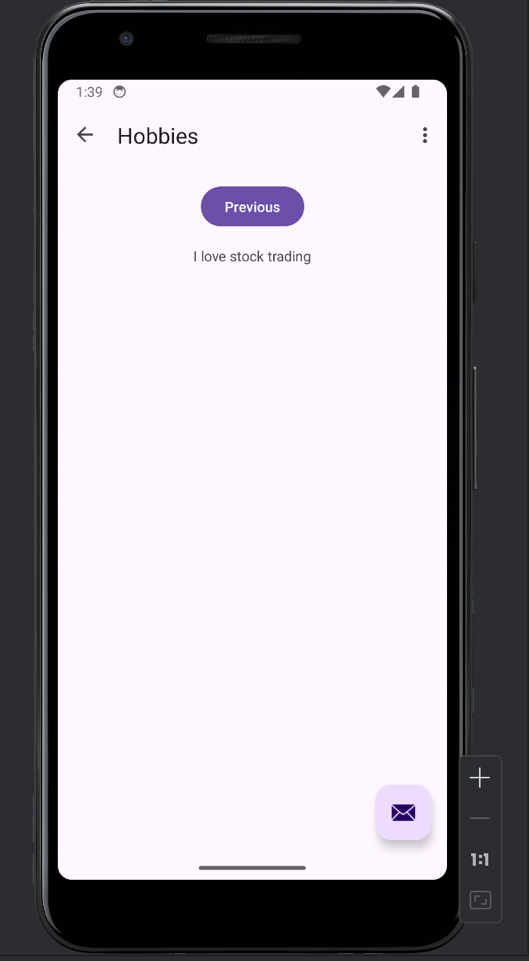 1:39
Hobbies
Previous
I love stock trading
1:1